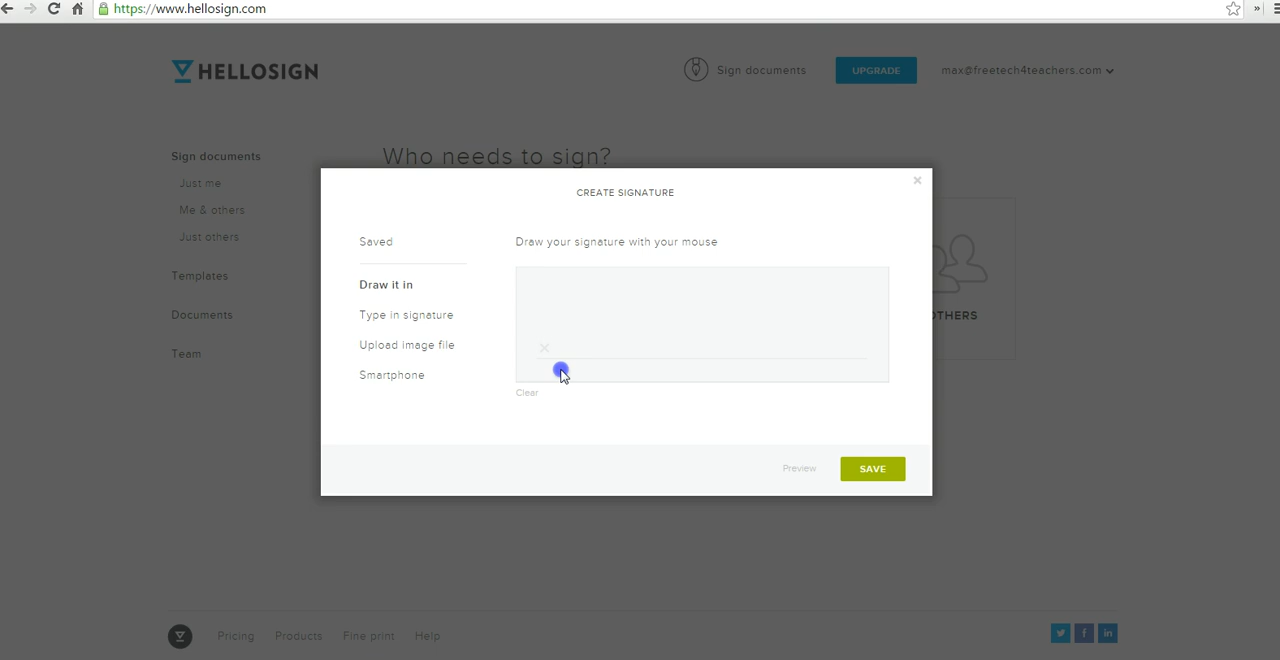 https://www.hellosign.com
»
HELLOSIGN
Sign documents
UPGRADE
max@freetech4teachers.com
Sign documents
Just me
Me & others
Just others
Templates
Documents
Team
Who needs to sign?
OTHERS
CREATE SIGNATURE
×
Saved
Draw it in
Type in signature
Upload image file
Smartphone
Draw your signature with your mouse
×
Clear
Preview
SAVE
Pricing Products Fine print Help
f in